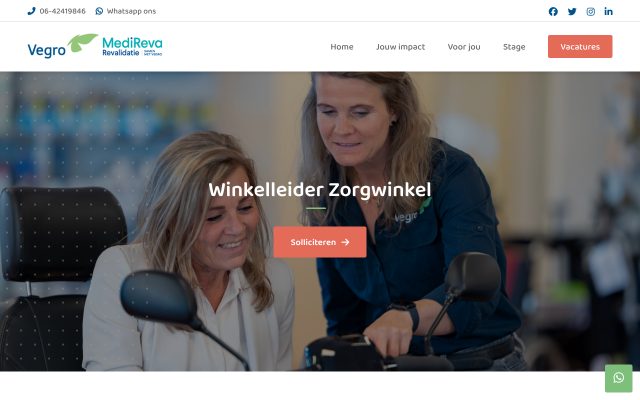 06-42419846 Whatsapp ons
Vegro MediReva
Revalidatie
Home Jouw impact Voor jou Stage Vacatures
Winkelleider Zorgwinkel
vegro
Solliciteren